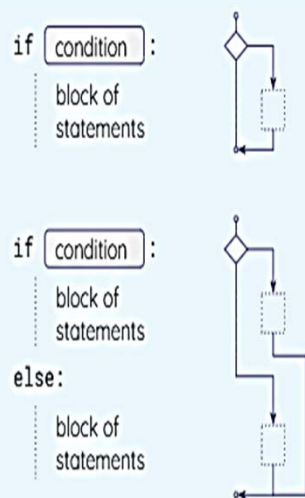 if condition :
block of
statements
if condition :
block of
statements
else:
block of
statements